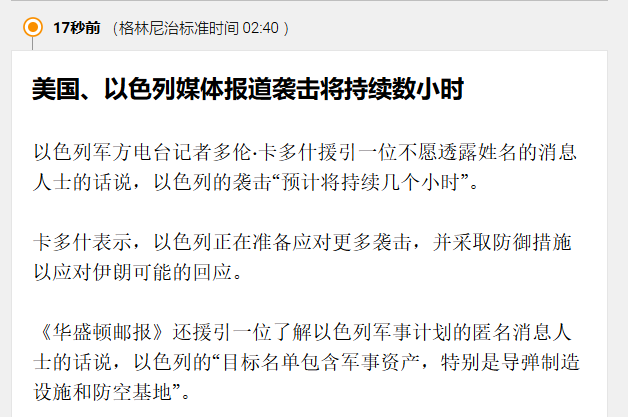 17秒前 （格林尼治标准时间 02:40 ）
美国、以色列媒体报道袭击将持续数小时
以色列军方电台记者多伦·卡多什援引一位不愿透露姓名的消息
人士的话说，以色列的袭击“预计将持续几个小时”。
卡多什表示，以色列正在准备应对更多袭击，并采取防御措施
以应对伊朗可能的回应。
《华盛顿邮报》还援引一位了解以色列军事计划的匿名消息人
士的话说，以色列的“目标名单包含军事资产，特别是导弹制造
设施和防空基地”。